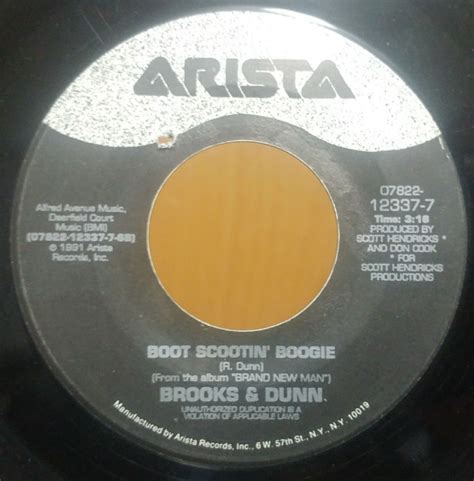 ARISTA
Alfred Avenue Music,
Deerfield Court
Music (BMI)
(07822-12337-7-SB)
℗ 1991 Arista
Records, Inc.
07822-
12337-7
Time: 3:16
PRODUCED BY
SCOTT HENDRICKS *
AND DON COOK
* FOR
SCOTT HENDRICKS
PRODUCTIONS
BOOT SCOOTIN' BOOGIE
(R. Dunn)
(From the album "BRAND NEW MAN")
BROOKS & DUNN
UNAUTHORIZED DUPLICATION IS A
VIOLATION OF APPLICABLE LAWS
Manufactured by Arista Records, Inc., 6 W. 57th St., N.Y., N.Y. 10019